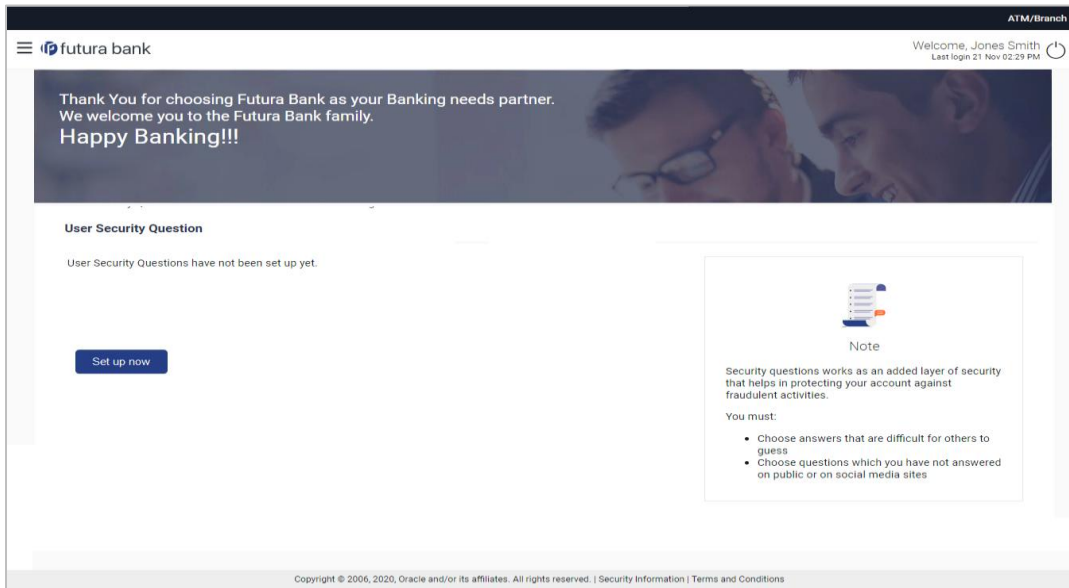 ATM/Branch
futura bank
Welcome, Jones Smith
Last login 21 Nov 02:29 PM
Thank You for choosing Futura Bank as your Banking needs partner.
We welcome you to the Futura Bank family.
Happy Banking!!!
User Security Question
User Security Questions have not been set up yet.
Set up now
Note
Security questions works as an added layer of security
that helps in protecting your account against
fraudulent activities.
You must:
• Choose answers that are difficult for others to
guess
• Choose questions which you have not answered
on public or on social media sites
Copyright © 2006, 2020, Oracle and/or its affiliates. All rights reserved. | Security Information | Terms and Conditions